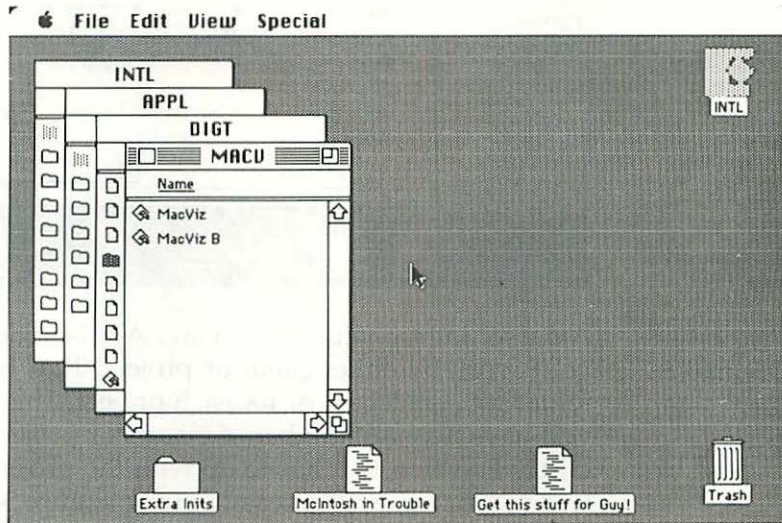 File Edit View Special
INTL
APPL
DIGT
MACV
Name
MacViz
MacViz B
INTL
Extra Inits
McIntosh in Trouble
Get this stuff for Guy!
Trash